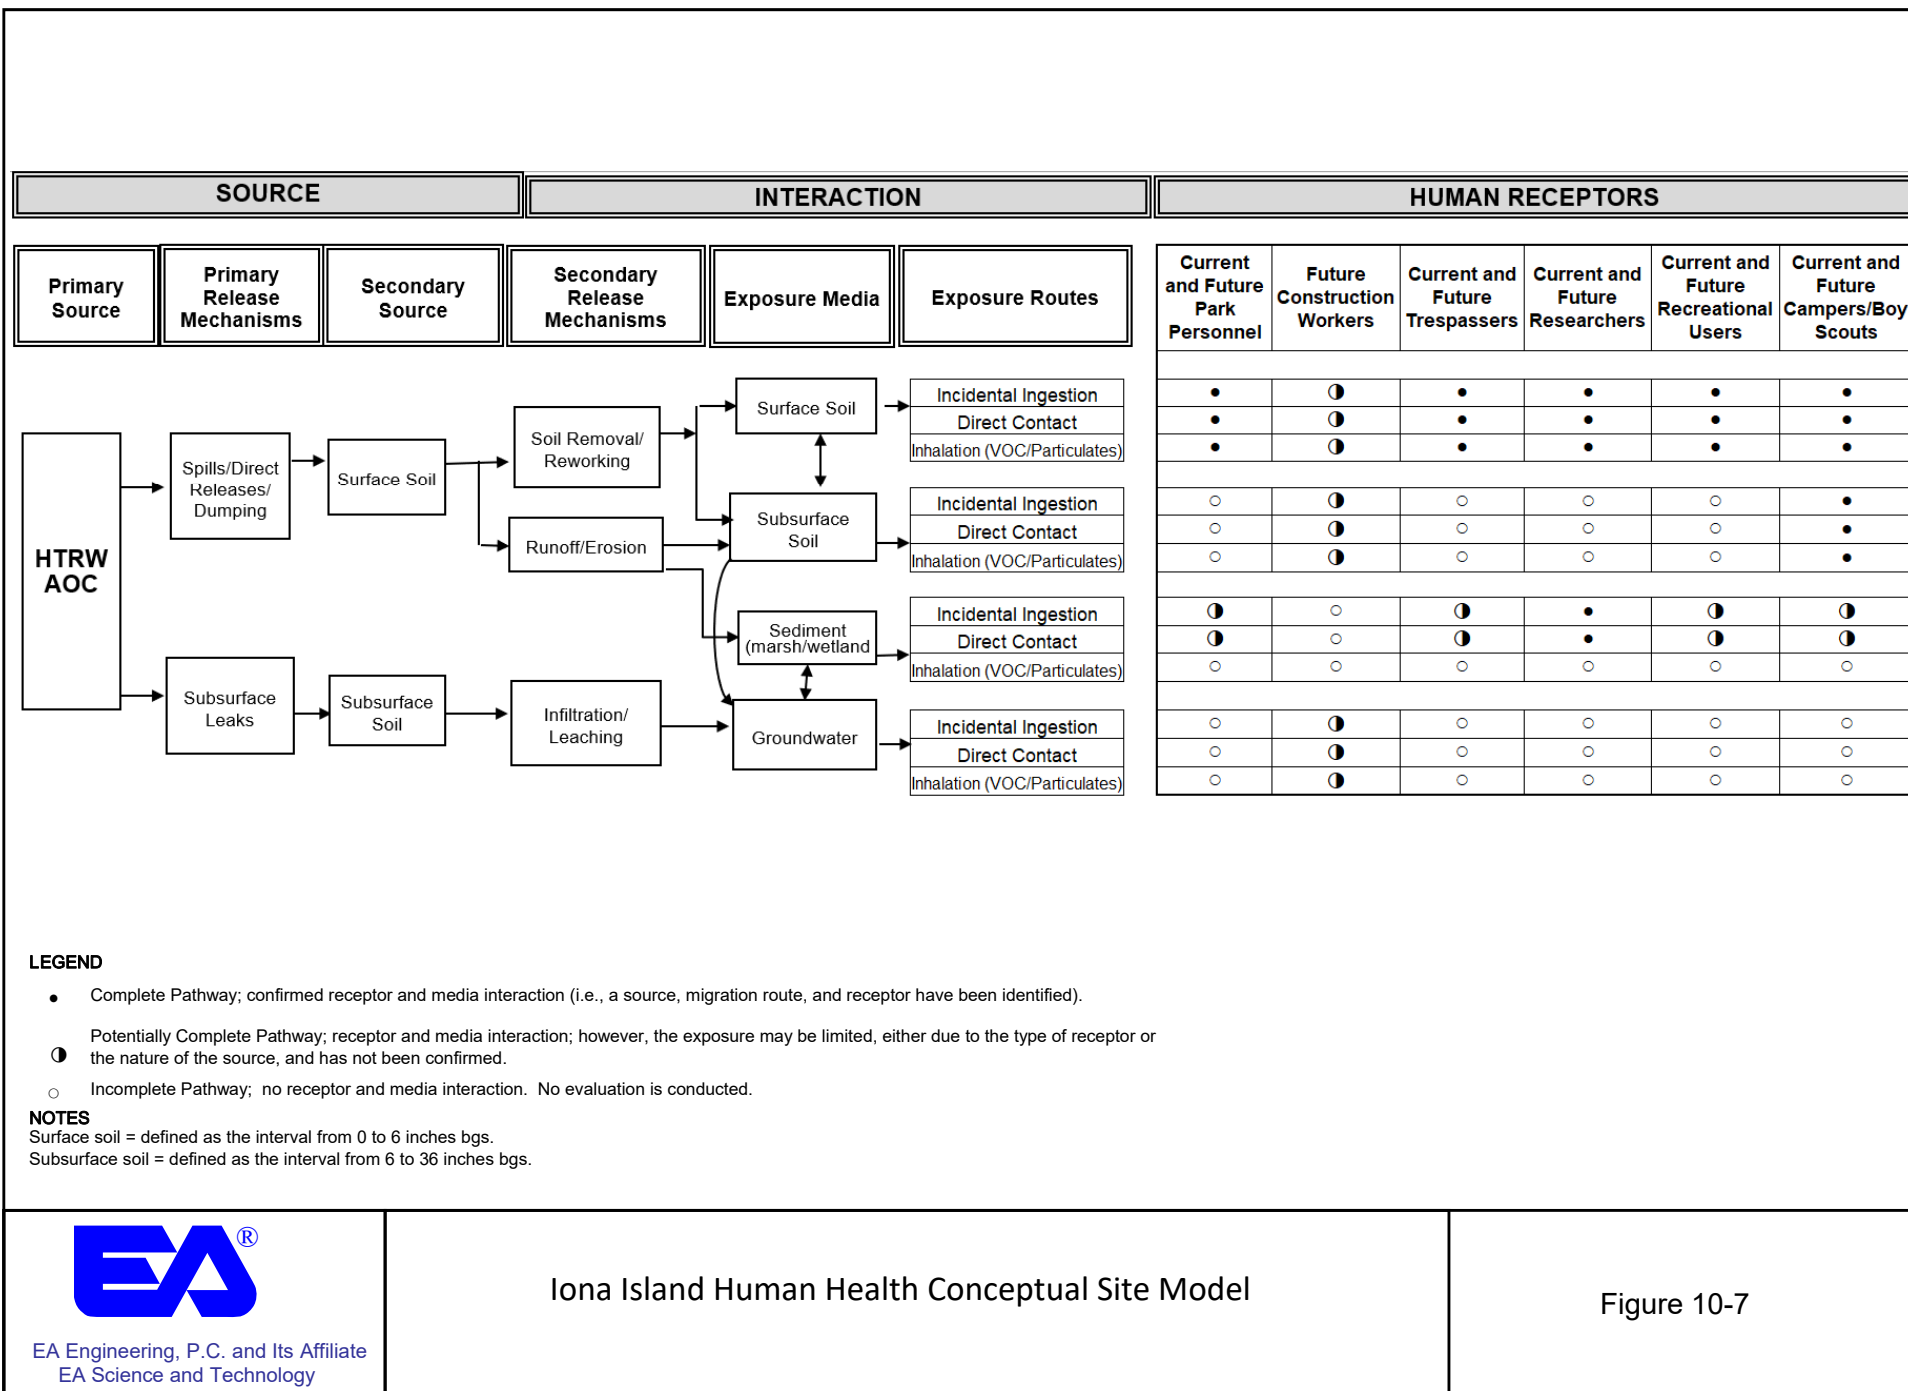 SOURCE
INTERACTION
HUMAN RECEPTORS
Primary
Source
Primary
Release
Mechanisms
Secondary
Source
Secondary
Release
Mechanisms
Exposure Media
Exposure Routes
Current
and Future
Park
Personnel
Future
Construction
Workers
Current and
Future
Trespassers
Current and
Future
Researchers
Current and
Future
Recreational
Users
Current and
Future
Campers/Boy
Scouts
HTRW
AOC
Spills/Direct
Releases/
Dumping
Surface Soil
Soil Removal/
Reworking
Runoff/Erosion
Surface Soil
Incidental Ingestion
Direct Contact
Inhalation (VOC/Particulates)
● ◑ ● ● ● ●
● ◑ ● ● ● ●
● ◑ ● ● ● ●
Subsurface
Soil
Incidental Ingestion
Direct Contact
Inhalation (VOC/Particulates)
○ ◑ ○ ○ ○ ●
○ ◑ ○ ○ ○ ●
○ ◑ ○ ○ ○ ●
Sediment
(marsh/wetland
Incidental Ingestion
Direct Contact
Inhalation (VOC/Particulates)
◑ ○ ◑ ● ◑ ◑
◑ ○ ◑ ● ◑ ◑
○ ○ ○ ○ ○ ○
Subsurface
Leaks
Subsurface
Soil
Infiltration/
Leaching
Groundwater
Incidental Ingestion
Direct Contact
Inhalation (VOC/Particulates)
○ ◑ ○ ○ ○ ○
○ ◑ ○ ○ ○ ○
○ ◑ ○ ○ ○ ○
LEGEND
● Complete Pathway; confirmed receptor and media interaction (i.e., a source, migration route, and receptor have been identified).
Potentially Complete Pathway; receptor and media interaction; however, the exposure may be limited, either due to the type of receptor or
◑ the nature of the source, and has not been confirmed.
○ Incomplete Pathway; no receptor and media interaction. No evaluation is conducted.
NOTES
Surface soil = defined as the interval from 0 to 6 inches bgs.
Subsurface soil = defined as the interval from 6 to 36 inches bgs.
EA®
EA Engineering, P.C. and Its Affiliate
EA Science and Technology
Iona Island Human Health Conceptual Site Model
Figure 10-7